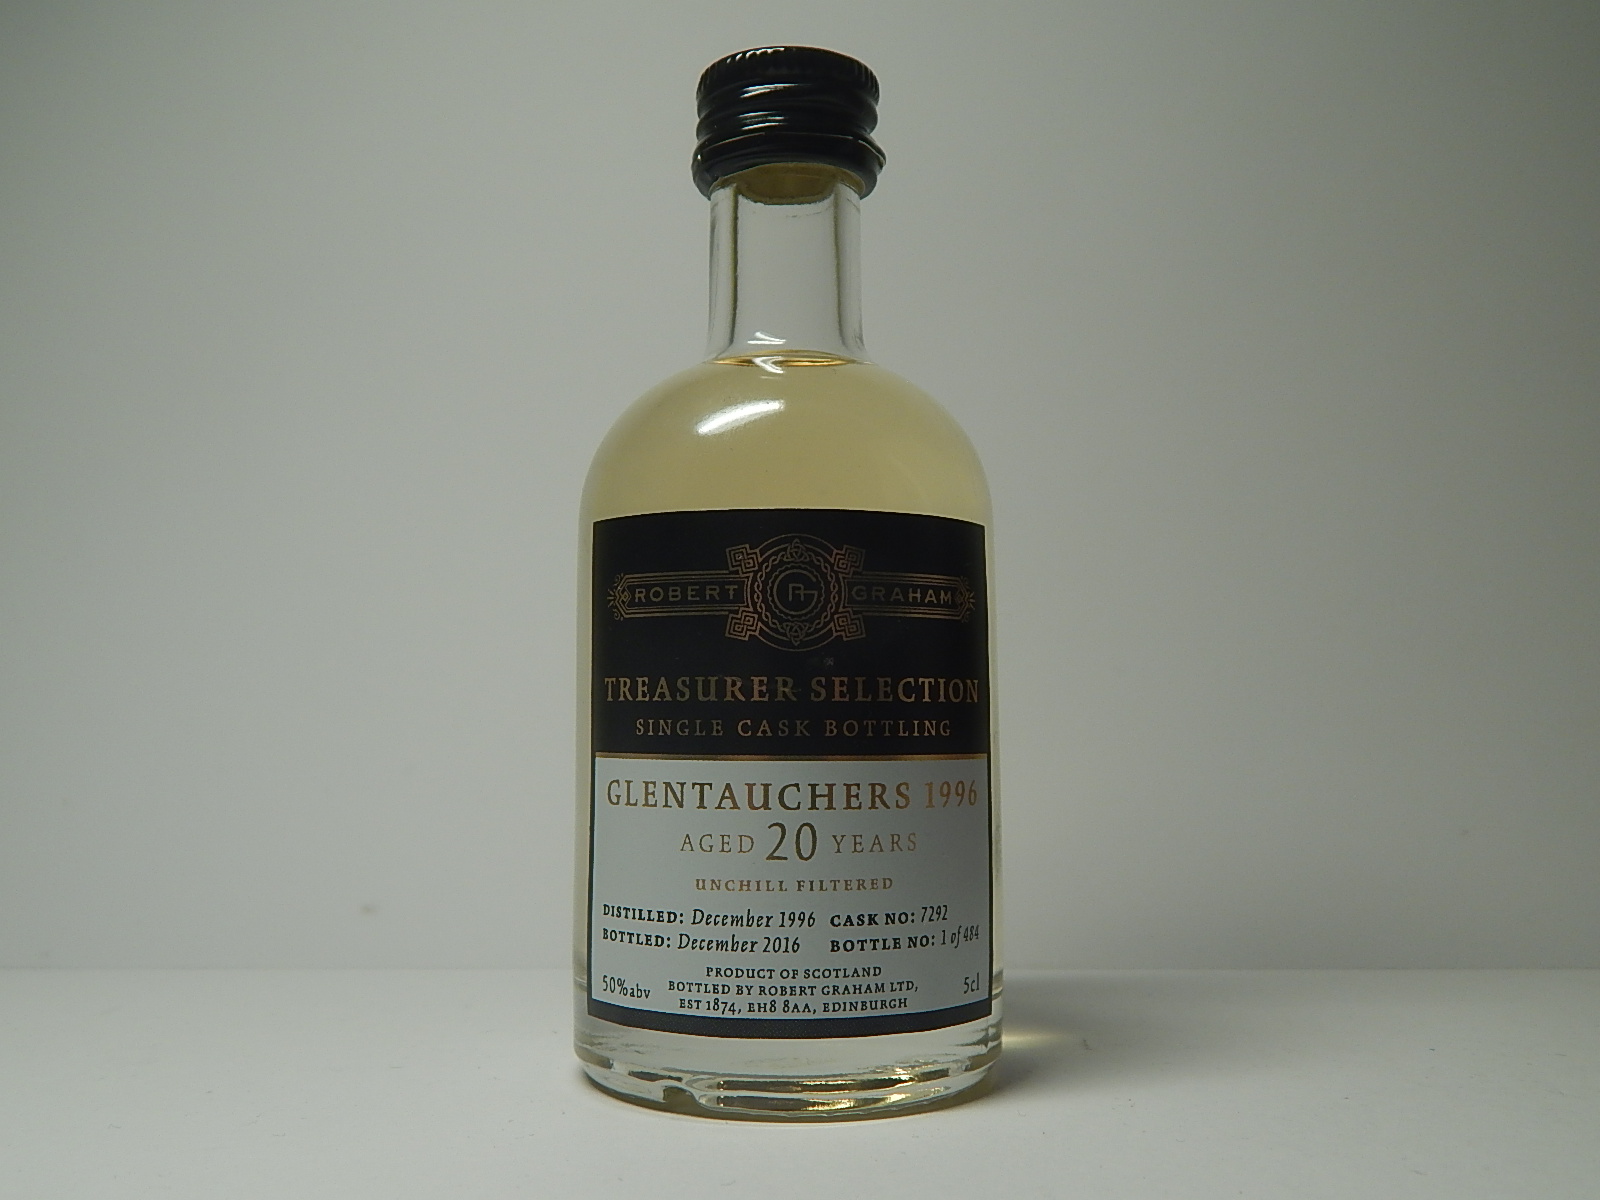 ROBERT RG GRAHAM
TREASURER SELECTION
SINGLE CASK BOTTLING
GLENTAUCHERS 1996
AGED 20 YEARS
UNCHILL FILTERED
DISTILLED: December 1996 CASK NO: 7292
BOTTLED: December 2016 BOTTLE NO: 1 of 484
PRODUCT OF SCOTLAND
50%abv BOTTLED BY ROBERT GRAHAM LTD, 5cl
EST 1874, EH8 8AA, EDINBURGH